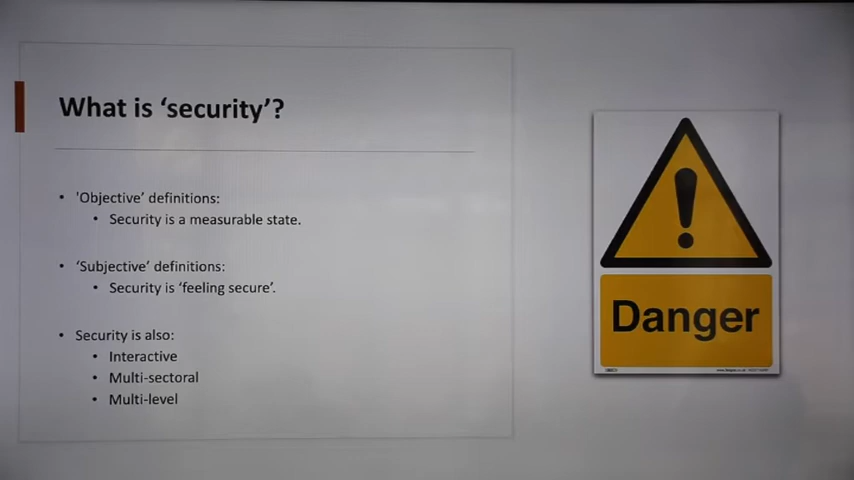 What is ‘security’?
• 'Objective’ definitions:
• Security is a measurable state.
• ‘Subjective’ definitions:
• Security is ‘feeling secure’.
• Security is also:
• Interactive
• Multi-sectoral
• Multi-level
Danger